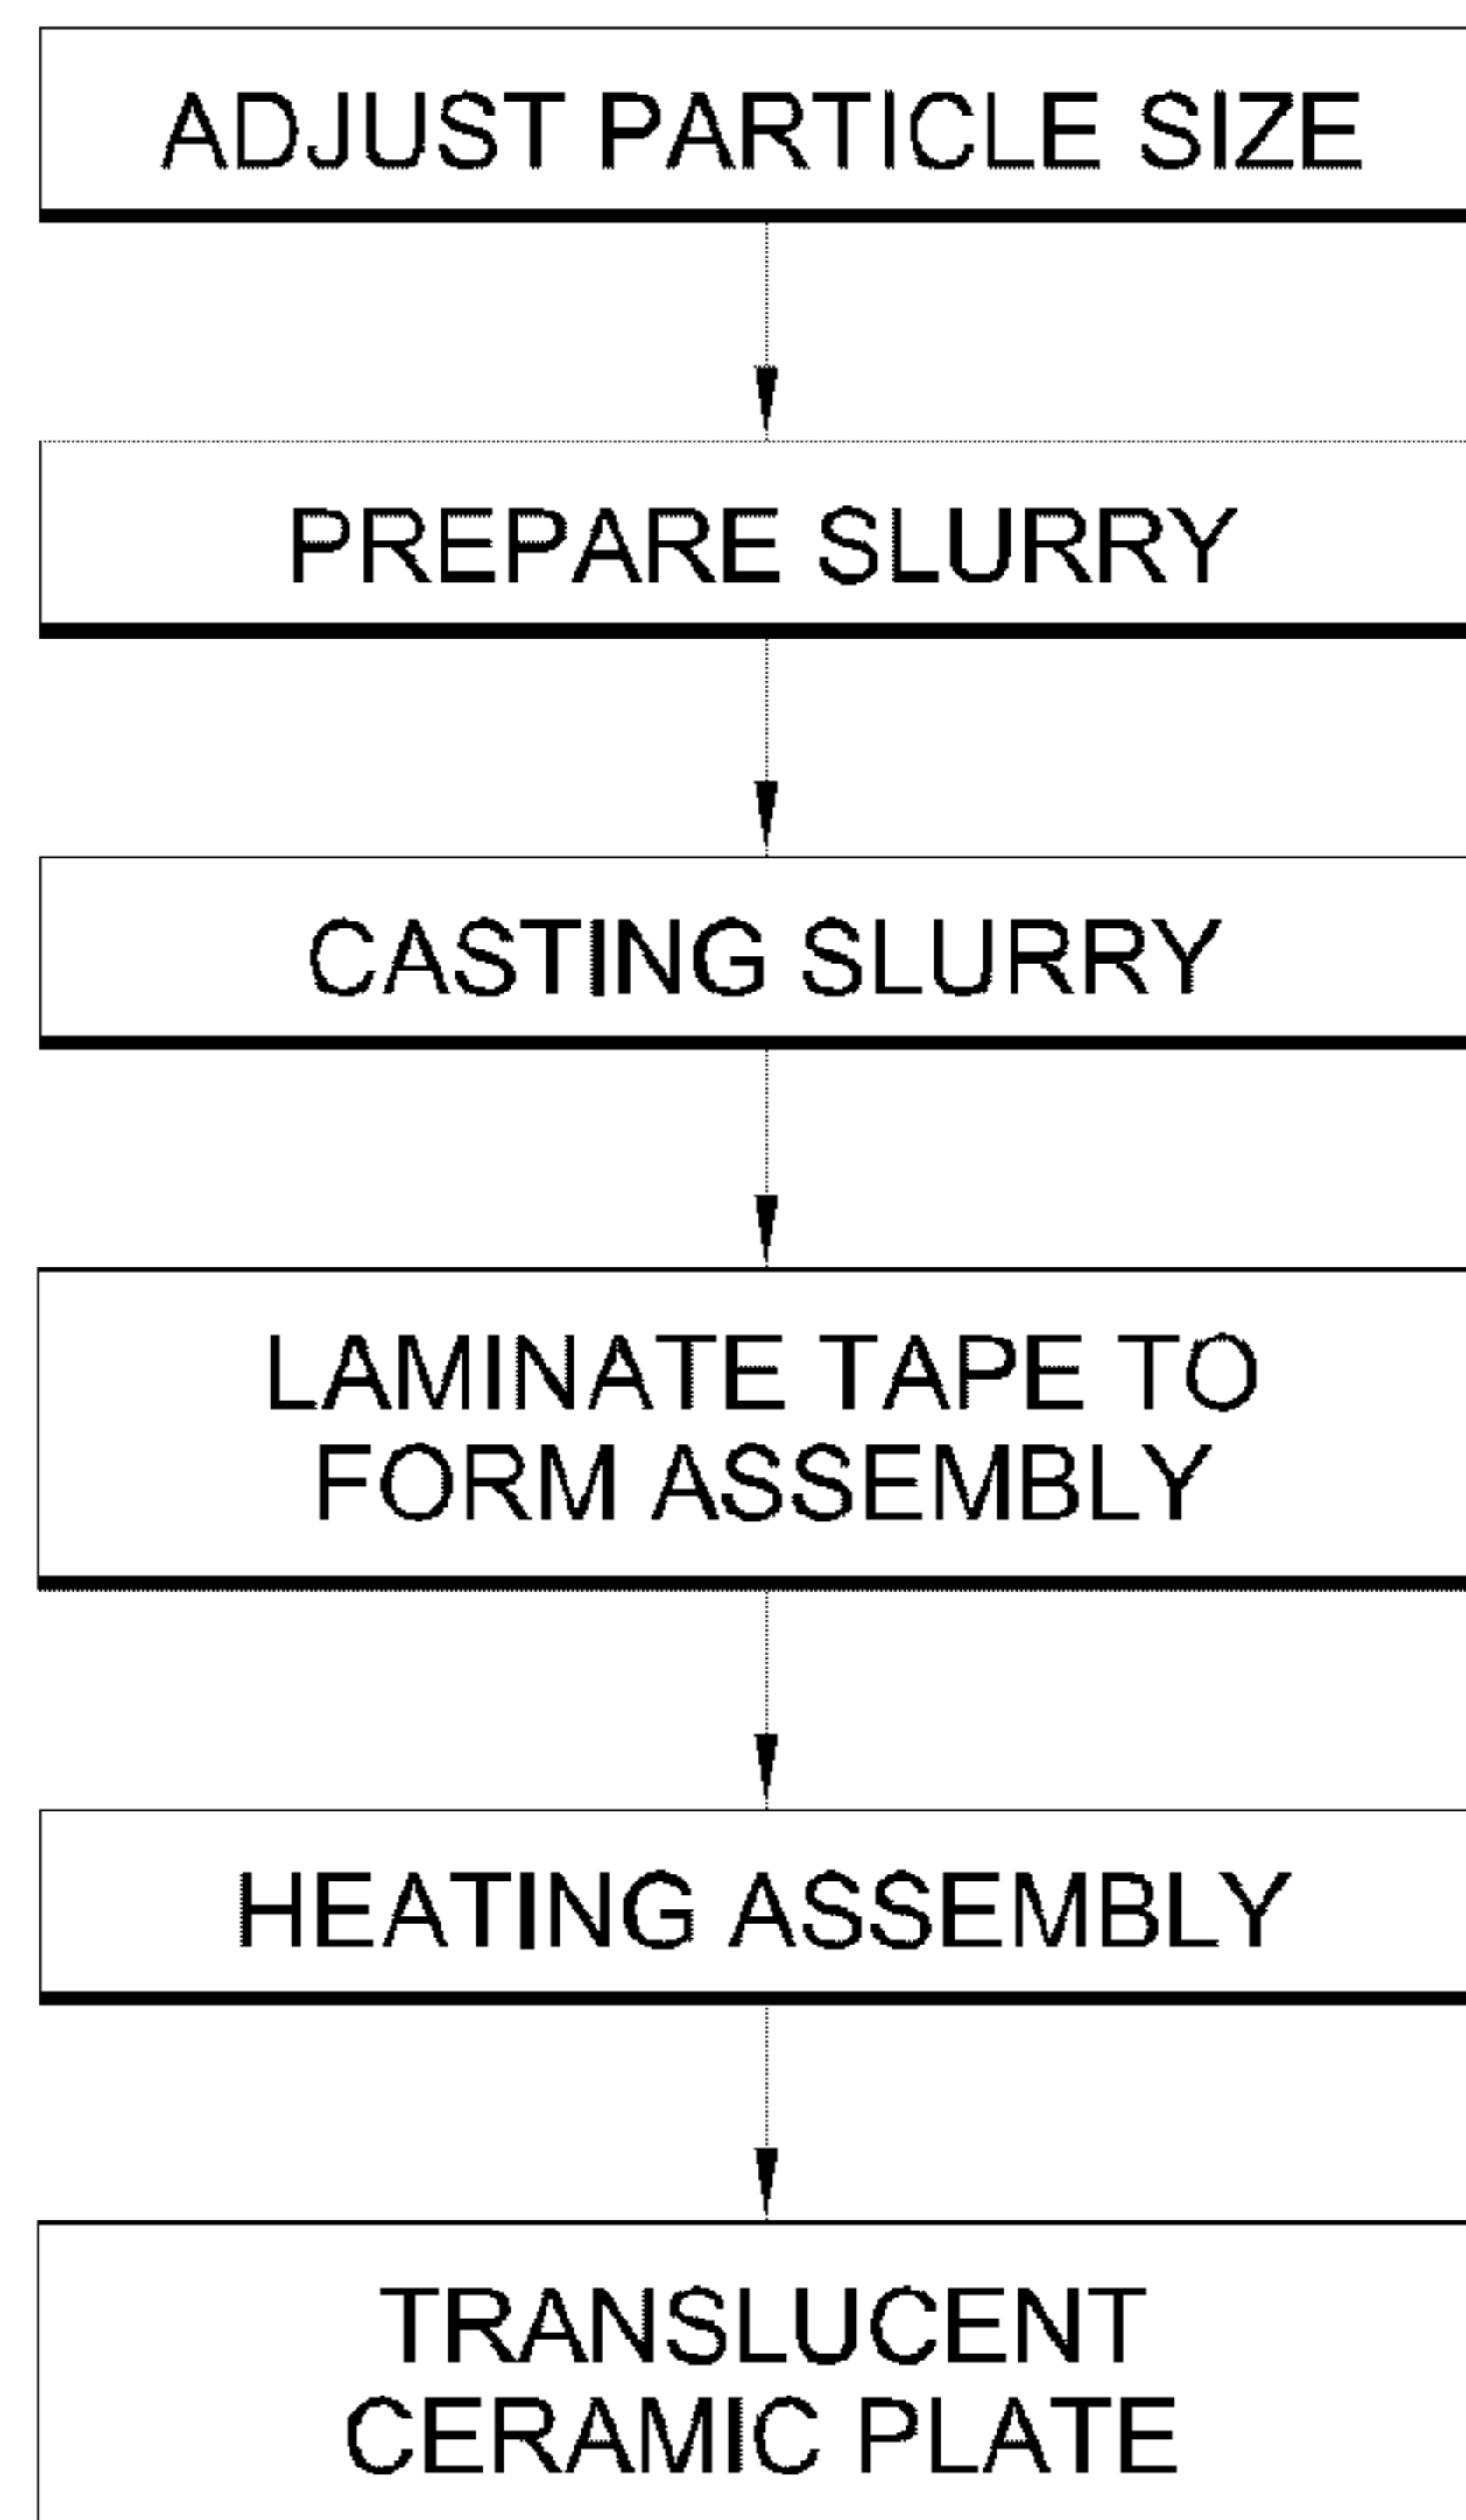 ADJUST PARTICLE SIZE
PREPARE SLURRY
CASTING SLURRY
LAMINATE TAPE TO
FORM ASSEMBLY
HEATING ASSEMBLY
TRANSLUCENT
CERAMIC PLATE